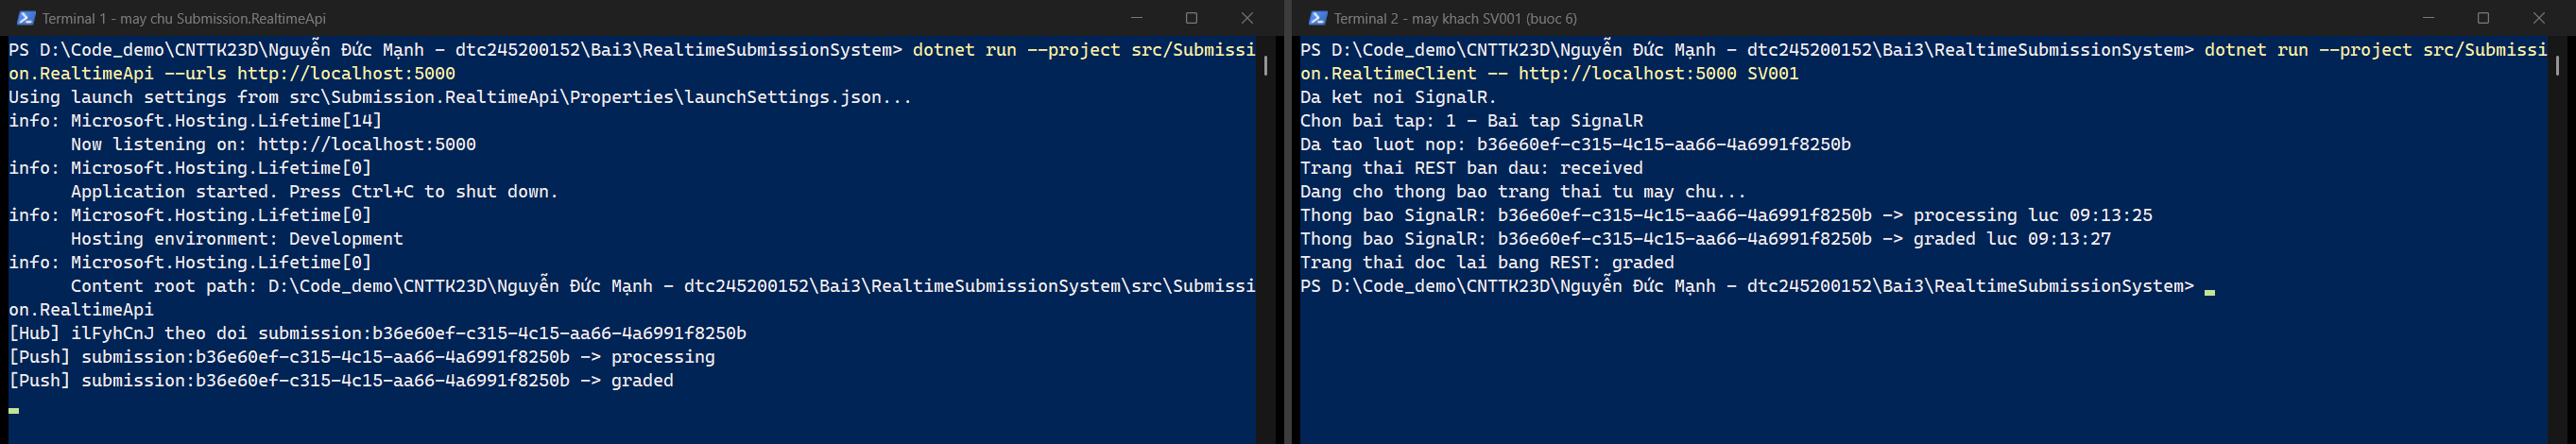 Terminal 1 - may chu Submission.RealtimeApi
PS D:\Code_demo\CNTTK23D\Nguyễn Đức Mạnh - dtc245200152\Bai3\RealtimeSubmissionSystem> dotnet run --project src/Submissi
on.RealtimeApi --urls http://localhost:5000
Using launch settings from src\Submission.RealtimeApi\Properties\launchSettings.json...
info: Microsoft.Hosting.Lifetime[14]
      Now listening on: http://localhost:5000
info: Microsoft.Hosting.Lifetime[0]
      Application started. Press Ctrl+C to shut down.
info: Microsoft.Hosting.Lifetime[0]
      Hosting environment: Development
info: Microsoft.Hosting.Lifetime[0]
      Content root path: D:\Code_demo\CNTTK23D\Nguyễn Đức Mạnh - dtc245200152\Bai3\RealtimeSubmissionSystem\src\Submissi
on.RealtimeApi
[Hub] ilFyhCnJ theo doi submission:b36e60ef-c315-4c15-aa66-4a6991f8250b
[Push] submission:b36e60ef-c315-4c15-aa66-4a6991f8250b -> processing
[Push] submission:b36e60ef-c315-4c15-aa66-4a6991f8250b -> graded
Terminal 2 - may khach SV001 (buoc 6)
PS D:\Code_demo\CNTTK23D\Nguyễn Đức Mạnh - dtc245200152\Bai3\RealtimeSubmissionSystem> dotnet run --project src/Submissi
on.RealtimeClient -- http://localhost:5000 SV001
Da ket noi SignalR.
Chon bai tap: 1 - Bai tap SignalR
Da tao luot nop: b36e60ef-c315-4c15-aa66-4a6991f8250b
Trang thai REST ban dau: received
Dang cho thong bao trang thai tu may chu...
Thong bao SignalR: b36e60ef-c315-4c15-aa66-4a6991f8250b -> processing luc 09:13:25
Thong bao SignalR: b36e60ef-c315-4c15-aa66-4a6991f8250b -> graded luc 09:13:27
Trang thai doc lai bang REST: graded
PS D:\Code_demo\CNTTK23D\Nguyễn Đức Mạnh - dtc245200152\Bai3\RealtimeSubmissionSystem>